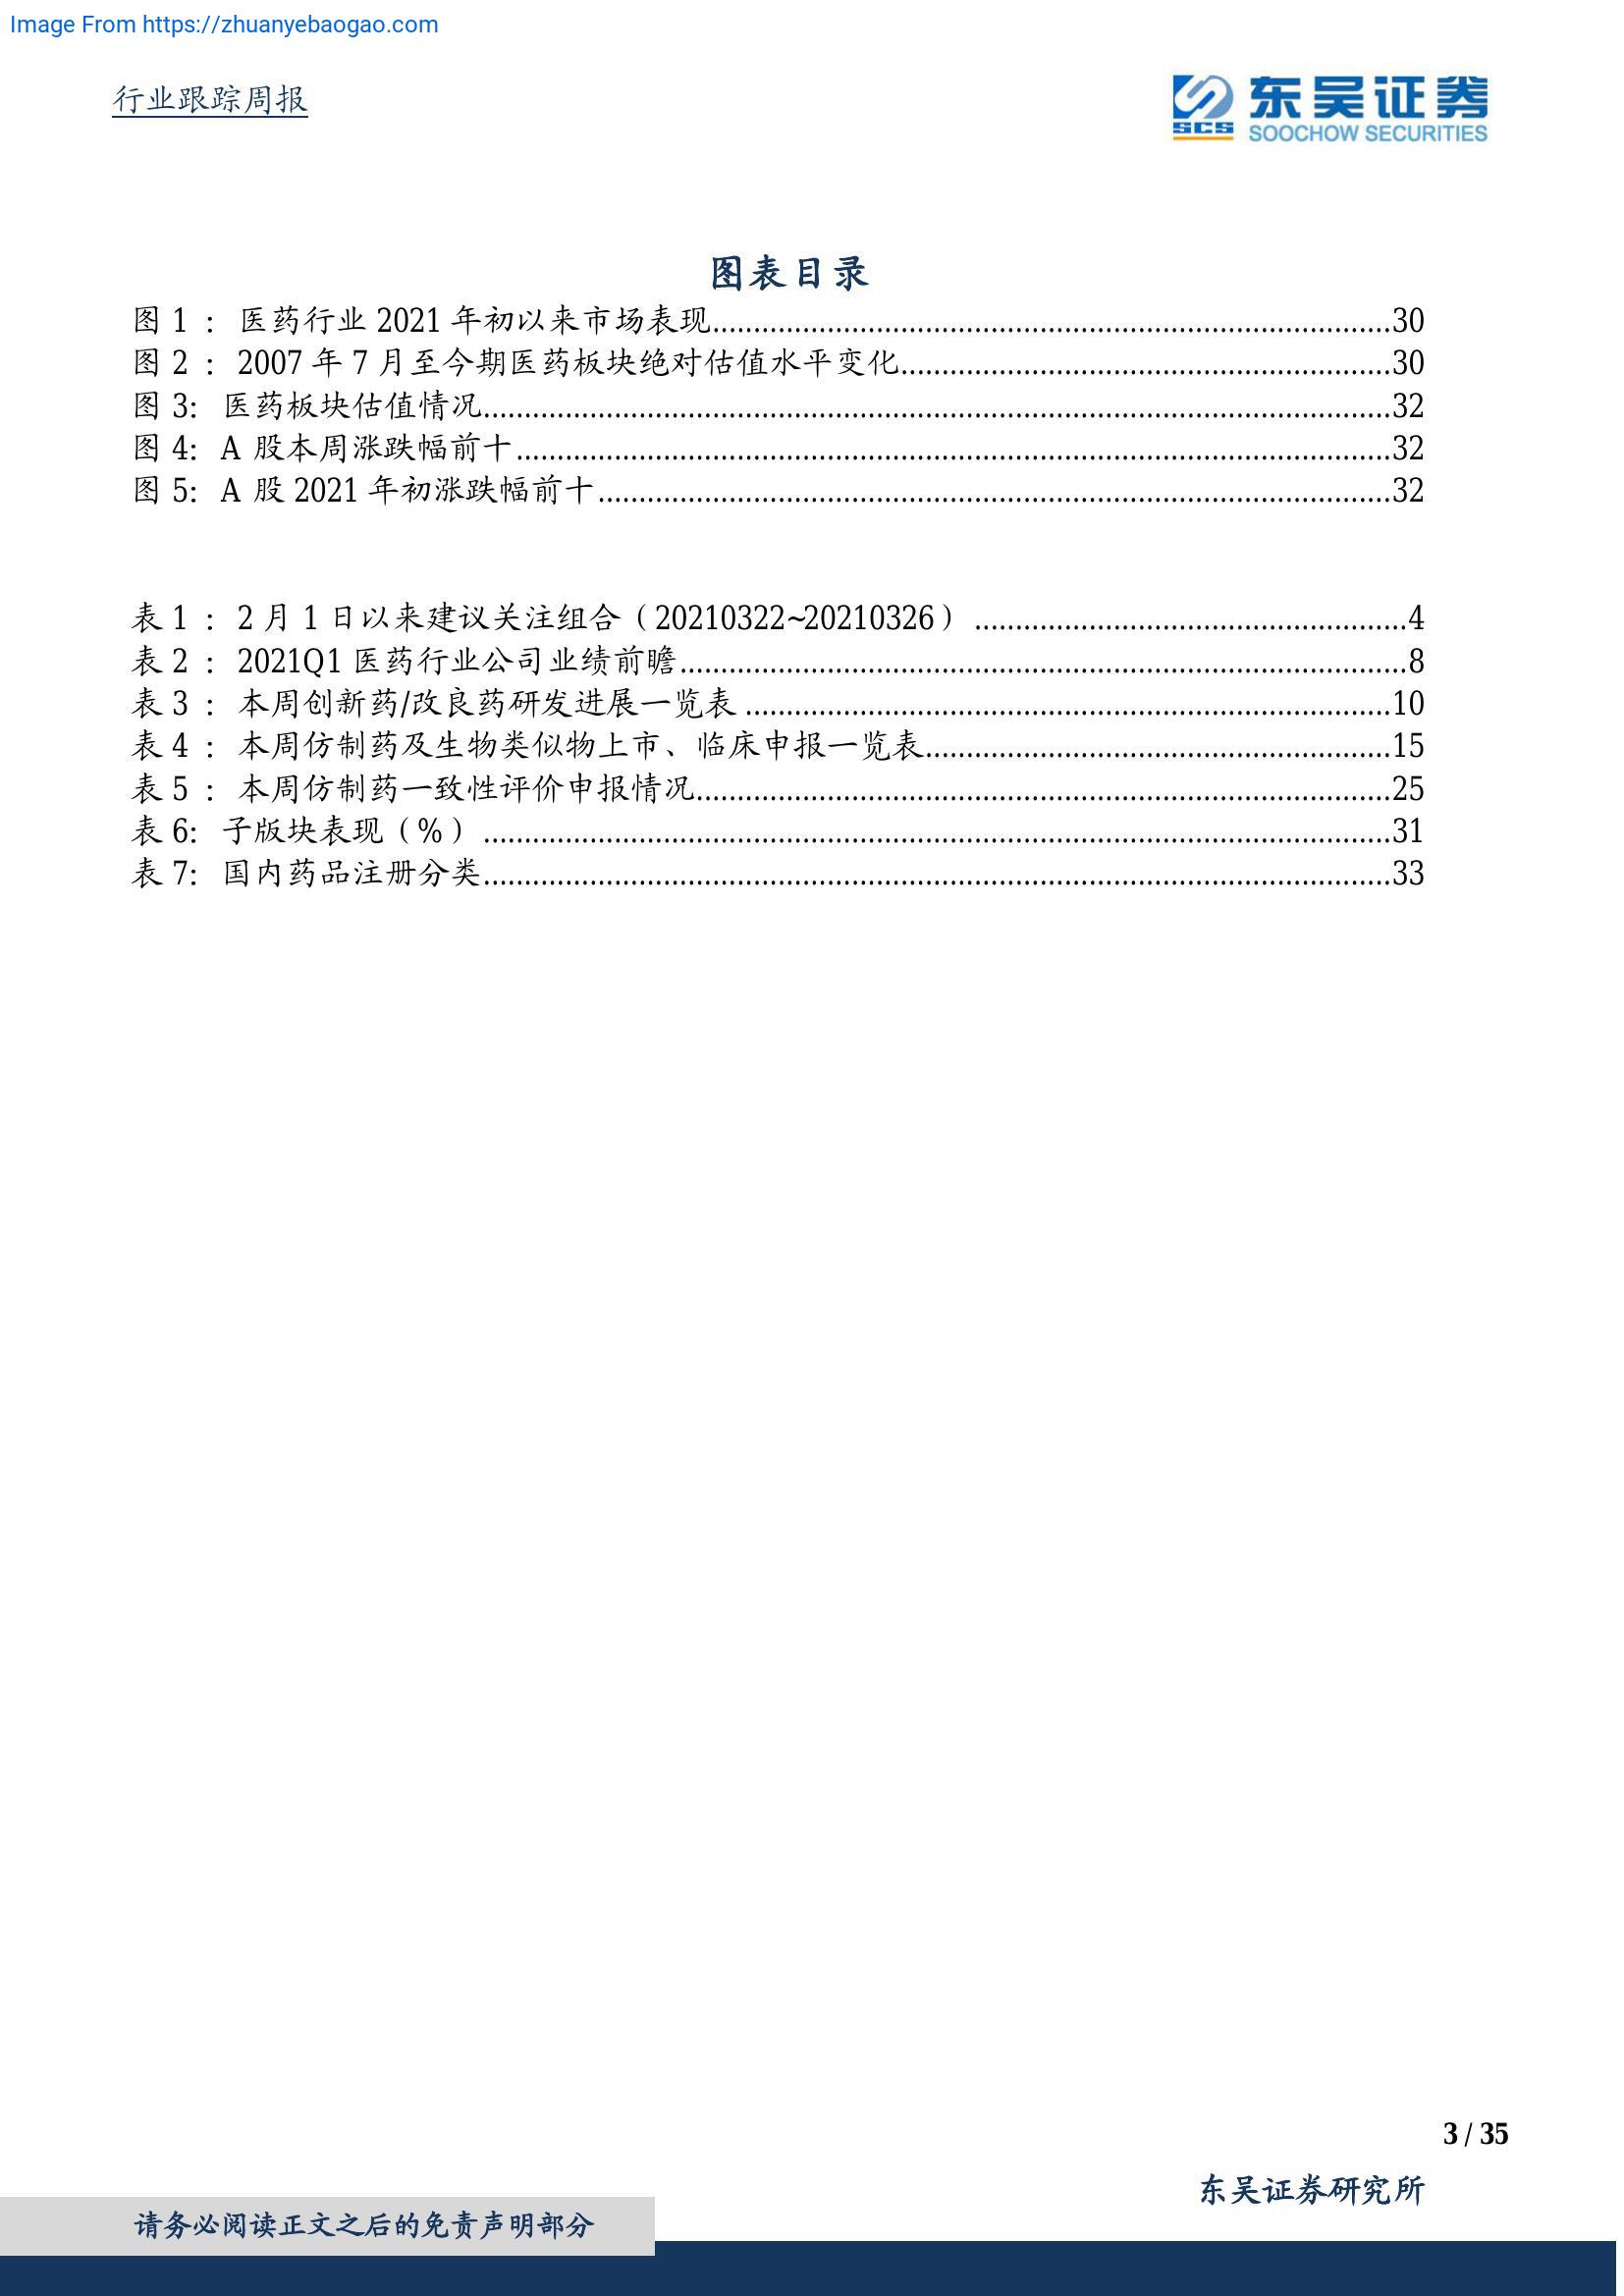 Image From https://zhuanyebaogao.com
行业跟踪周报
SCS 东吴证券
SOOCHOW SECURITIES
图表目录
图 1 ： 医药行业 2021 年初以来市场表现..........30
图 2 ： 2007 年 7 月至今期医药板块绝对估值水平变化..........30
图 3: 医药板块估值情况..........32
图 4: A 股本周涨跌幅前十..........32
图 5: A 股 2021 年初涨跌幅前十..........32
表 1 ： 2 月 1 日以来建议关注组合（20210322~20210326） ..........4
表 2 ： 2021Q1 医药行业公司业绩前瞻..........8
表 3 ： 本周创新药/改良药研发进展一览表 ..........10
表 4 ： 本周仿制药及生物类似物上市、临床申报一览表..........15
表 5 ： 本周仿制药一致性评价申报情况..........25
表 6: 子版块表现（%） ..........31
表 7: 国内药品注册分类..........33
3 / 35
东吴证券研究所
请务必阅读正文之后的免责声明部分